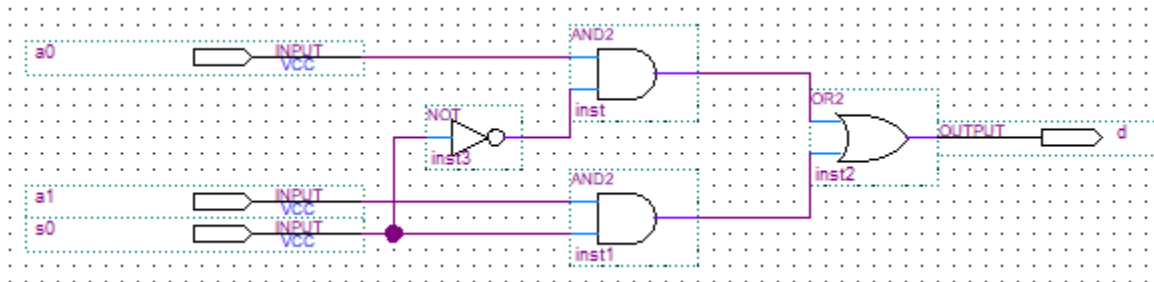 a0
INPUT
VCC
AND2
inst
NOT
inst3
OR2
inst2
OUTPUT
d
a1
INPUT
VCC
s0
INPUT
VCC
AND2
inst1